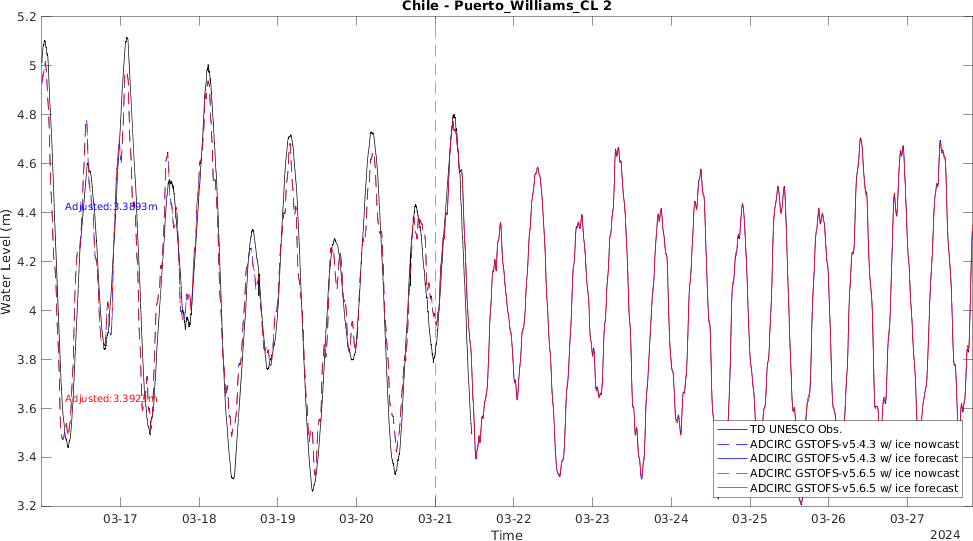 Chile - Puerto_Williams_CL 2
5.2
5
4.8
4.6
4.4
4.2
4
3.8
3.6
3.4
3.2
Water Level (m)
Adjusted:3.3893m
TD UNESCO Obs.
ADCIRC GSTOFS-v5.4.3 w/ ice nowcast
ADCIRC GSTOFS-v5.4.3 w/ ice forecast
ADCIRC GSTOFS-v5.6.5 w/ ice nowcast
ADCIRC GSTOFS-v5.6.5 w/ ice forecast
03-17 03-18 03-19 03-20 03-21 03-22 03-23 03-24 03-25 03-26 03-27
Time
2024